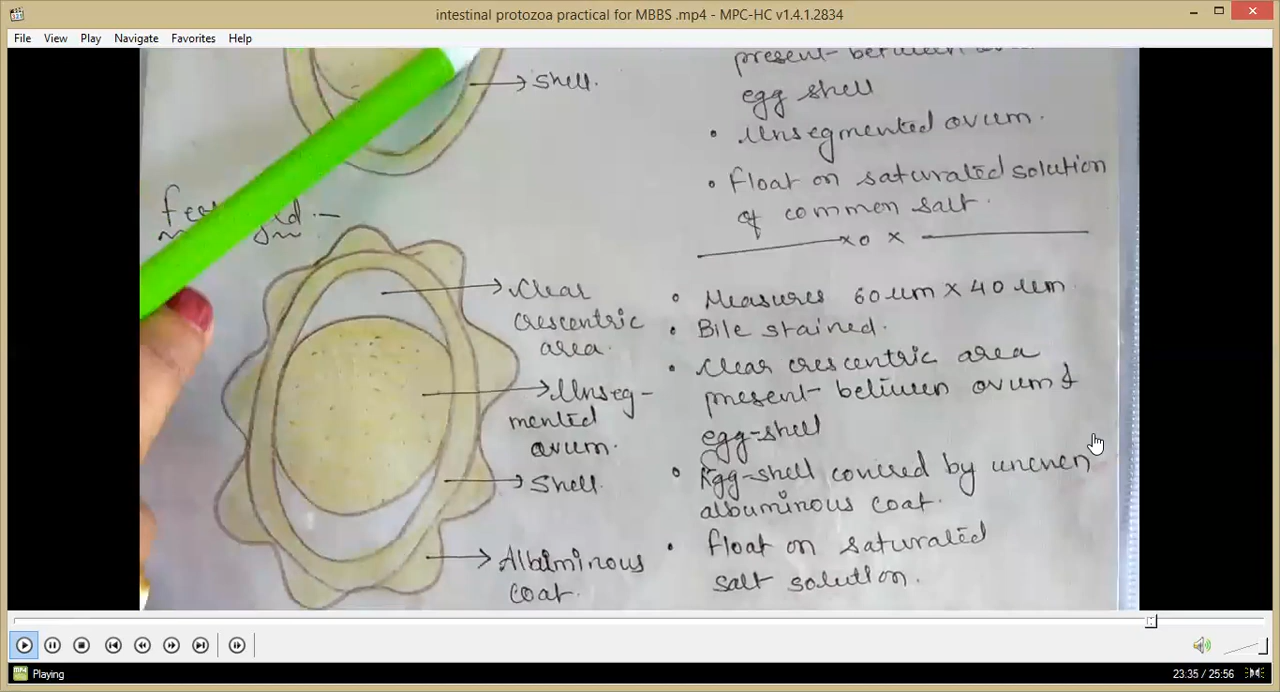 intestinal protozoa practical for MBBS .mp4 - MPC-HC v1.4.1.2834
File View Play Navigate Favorites Help
present-between ovum
→ Shell.
egg shell
• Unsegmented ovum.
• Float on saturated solution
of common salt.
x o x
→ Clear
crescentric
area.
→ Unseg-
mented
ovum.
→ Shell.
→ Albuminous
coat.
• Measures 60 um X 40 um.
• Bile stained.
• Clear crescentric area
present- between ovum &
egg-shell
• Egg-shell covered by uneven
albuminous coat.
• float on saturated
salt solution.
Playing
23:35 / 25:56